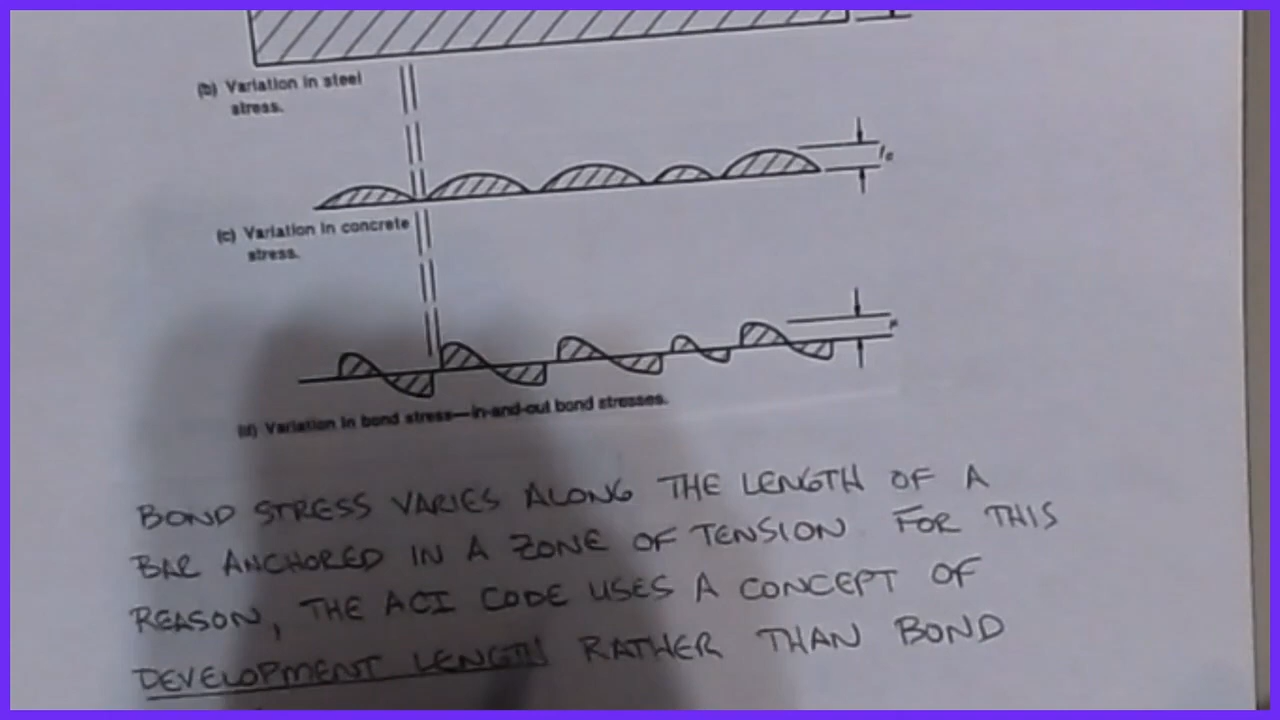 (b) Variation in steel
stress.
(c) Variation in concrete
stress.
(d) Variation in bond stress—in-and-out bond stresses.
BOND STRESS VARIES ALONG THE LENGTH OF A
BAR ANCHORED IN A ZONE OF TENSION FOR THIS
REASON, THE ACI CODE USES A CONCEPT OF
DEVELOPMENT LENGTH RATHER THAN BOND